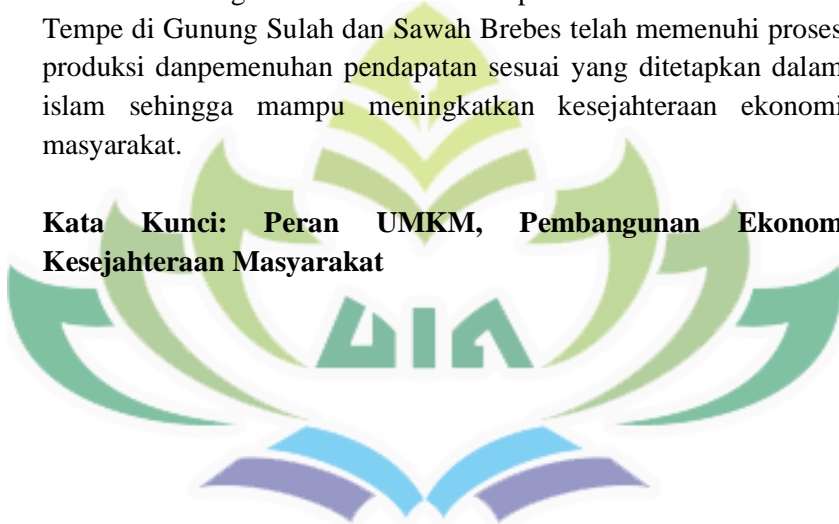 Tempe di Gunung Sulah dan Sawah Brebes telah memenuhi proses
produksi danpemenuhan pendapatan sesuai yang ditetapkan dalam
islam sehingga mampu meningkatkan kesejahteraan ekonomi
masyarakat.
Kata Kunci: Peran UMKM, Pembangunan Ekonom
Kesejahteraan Masyarakat